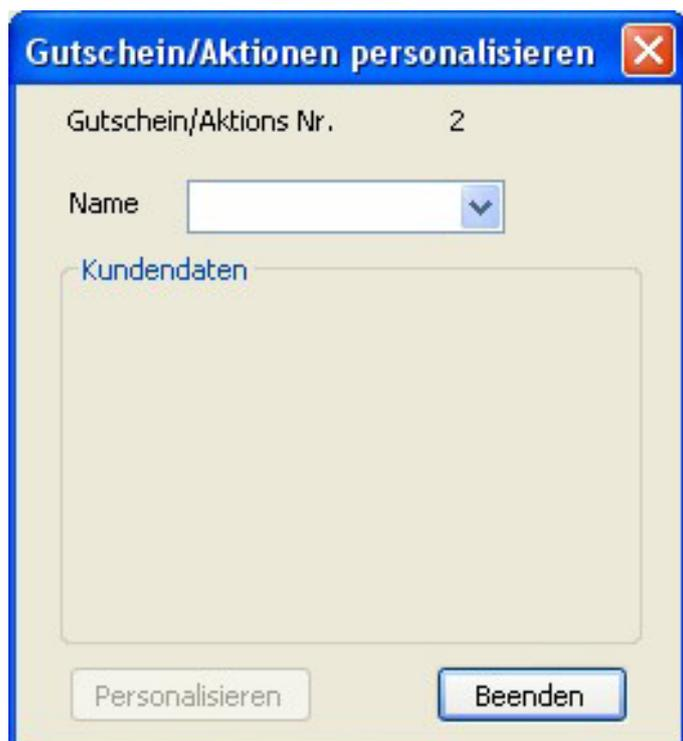 Gutschein/Aktionen personalisieren
Gutschein/Aktions Nr. 2
Name
Kundendaten
Personalisieren Beenden